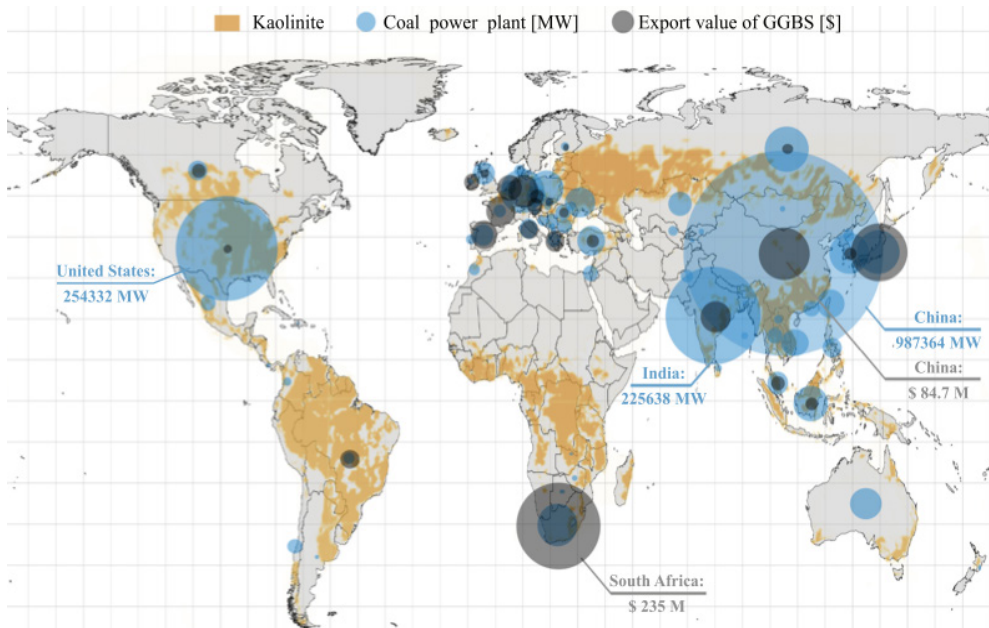 Kaolinite Coal power plant [MW] Export value of GGBS [$]
United States:
254332 MW
China:
987364 MW
India:
225638 MW
China:
$ 84.7 M
South Africa:
$ 235 M